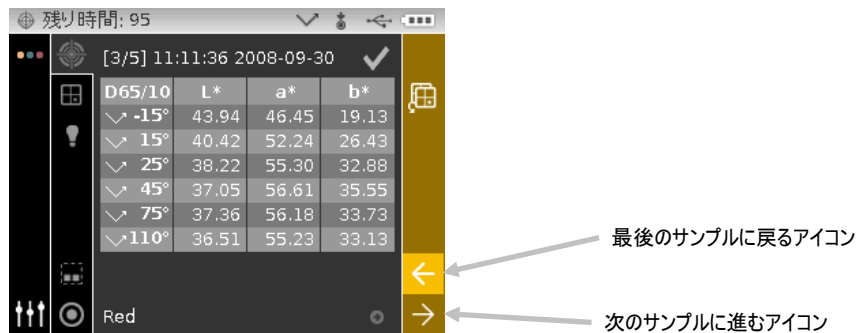 残り時間: 95
[3/5] 11:11:36 2008-09-30
D65/10 L* a* b*
-15° 43.94 46.45 19.13
15° 40.42 52.24 26.43
25° 38.22 55.30 32.88
45° 37.05 56.61 35.55
75° 37.36 56.18 33.73
110° 36.51 55.23 33.13
最後のサンプルに戻るアイコン
Red
次のサンプルに進むアイコン